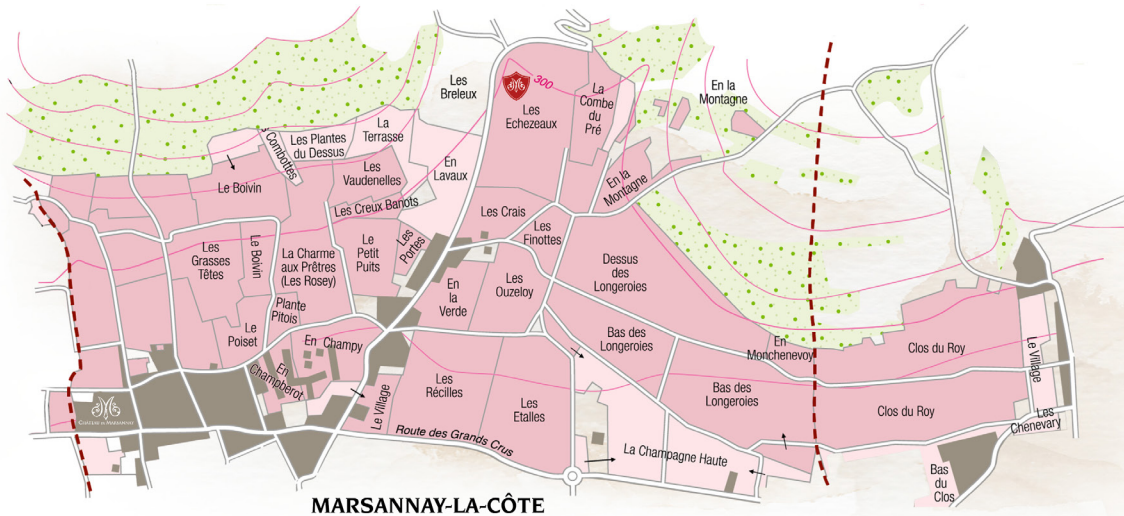 Les
Breleux
300
Les
Echezeaux
La
Combe
du
Pré
En la
Montagne
Combottes
Les Plantes
du Dessus
La
Terrasse
Le Boivin
Les
Vaudenelles
En
Lavaux
En la
Montagne
Les Creux Banots
Les Crais
Les
Finottes
Les
Grasses
Têtes
Le Boivin
La Charme
aux Prêtres
(Les Rosey)
Le
Petit
Puits
Les
Portes
En
la
Verde
Les
Ouzeloy
Dessus
des
Longeroies
Plante
Pitois
Le
Poiset
En Champy
En
Champberot
Bas des
Longeroies
En
Monchenevoy
Clos du Roy
Le Village
Le Village
Les
Récilles
Les
Etalles
Bas des
Longeroies
Clos du Roy
Les
Chenevary
Château de Marsannay
Route des Grands Crus
La Champagne Haute
Bas
du
Clos
MARSANNAY-LA-CÔTE